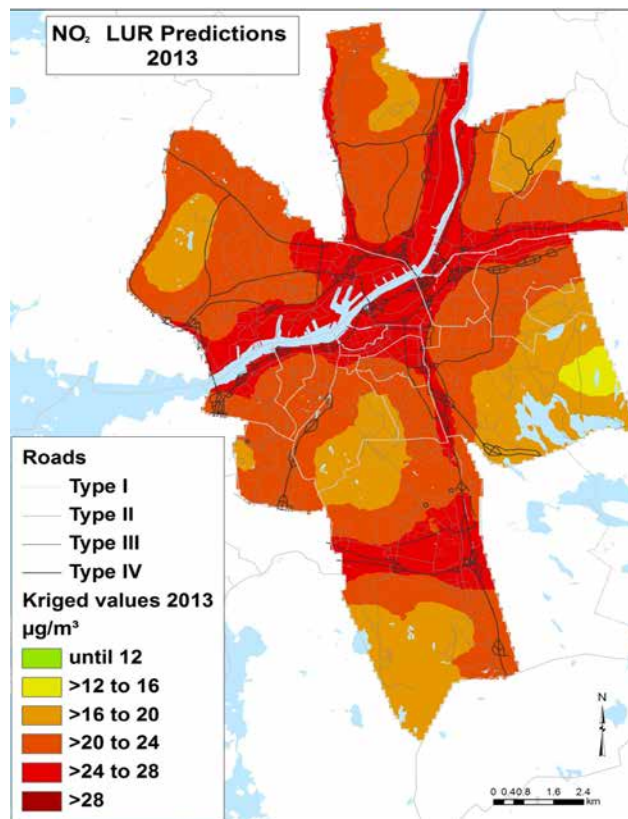 NO₂ LUR Predictions
2013
Roads
Type I
Type II
Type III
Type IV
Kriged values 2013
µg/m³
until 12
>12 to 16
>16 to 20
>20 to 24
>24 to 28
>28
N
0 0.40.8 1.6 2.4
km